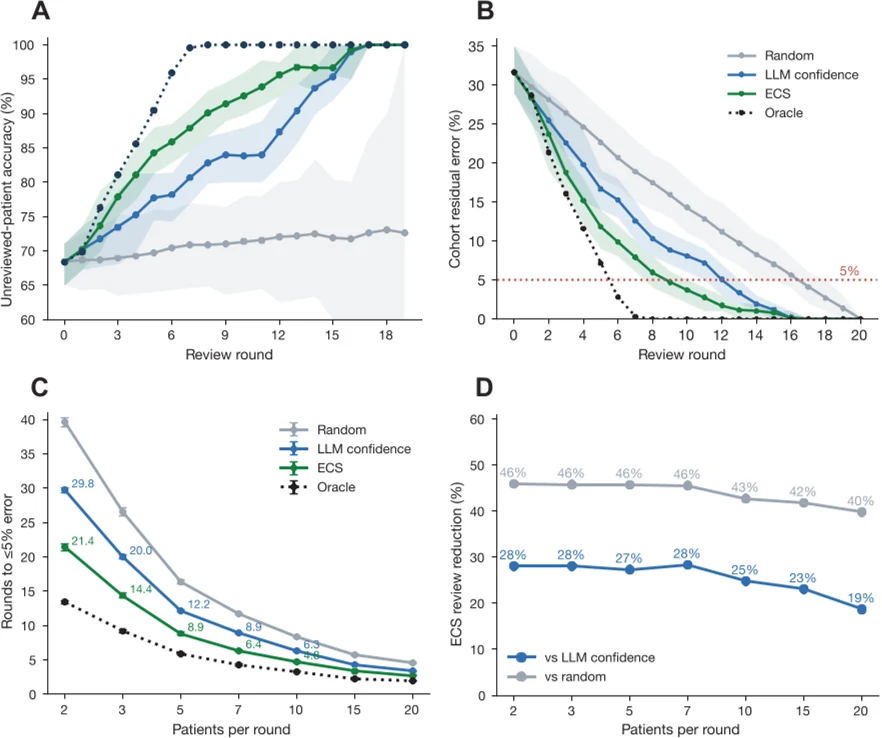 A
Unreviewed-patient accuracy (%)
100
95
90
85
80
75
70
65
60
0 3 6 9 12 15 18
Review round
B
Cohort residual error (%)
35
30
25
20
15
10
5
0
Random
LLM confidence
ECS
Oracle
5%
0 2 4 6 8 10 12 14 16 18 20
Review round
C
Rounds to ≤5% error
40
35
30
25
20
15
10
5
0
Random
LLM confidence
ECS
Oracle
29.8
21.4
20.0
14.4
12.2
8.9
8.9
6.4
6.3
4.8
2 3 5 7 10 15 20
Patients per round
D
ECS review reduction (%)
60
50
40
30
20
10
0
46% 46% 46% 46% 43% 42% 40%
28% 28% 27% 28% 25% 23% 19%
vs LLM confidence
vs random
2 3 5 7 10 15 20
Patients per round